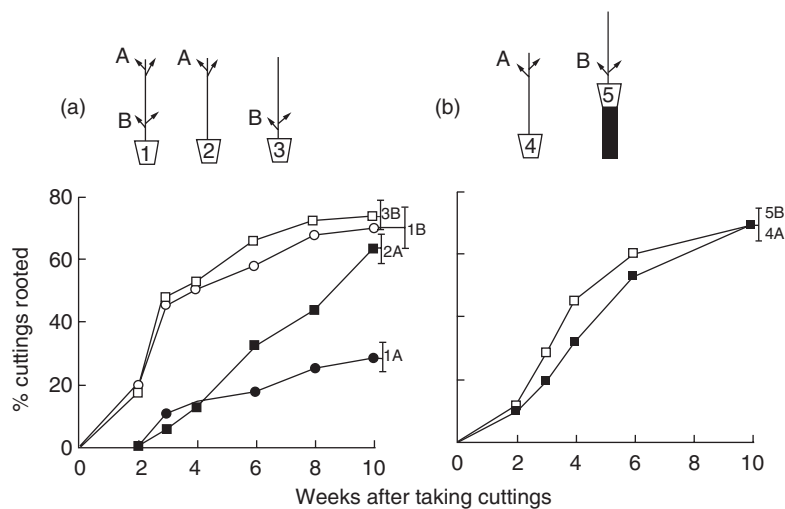 A A B
(a) B B A (b)
1 2 3 4 5
80
60
40
20
0
% cuttings rooted
3B
1B
2A
1A
5B
4A
0 2 4 6 8 10
0 2 4 6 8 10
Weeks after taking cuttings